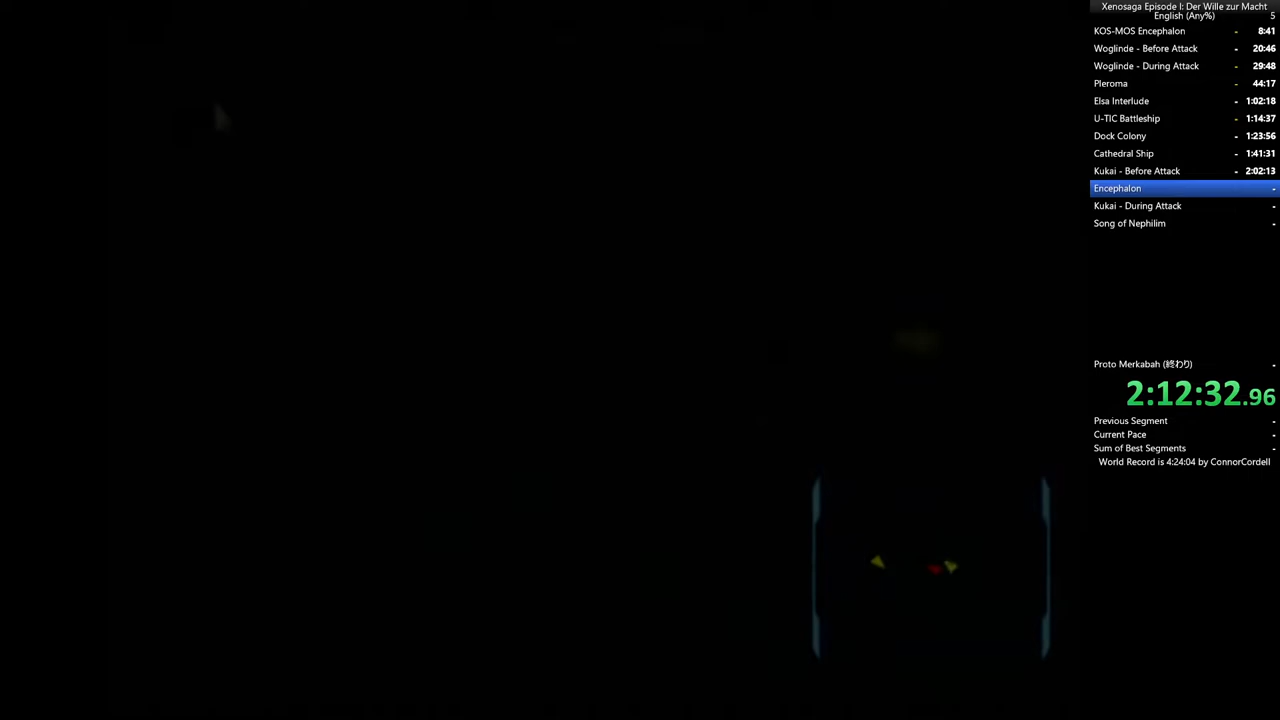 Xenosaga Episode I: Der Wille zur Macht
English (Any%) 5
KOS-MOS Encephalon - 8:41
Woglinde - Before Attack - 20:46
Woglinde - During Attack - 29:48
Pleroma - 44:17
Elsa Interlude - 1:02:18
U-TIC Battleship - 1:14:37
Dock Colony - 1:23:56
Cathedral Ship - 1:41:31
Kukai - Before Attack - 2:02:13
Encephalon -
Kukai - During Attack -
Song of Nephilim -
Proto Merkabah (終わり) -
2:12:32.96
Previous Segment -
Current Pace -
Sum of Best Segments -
World Record is 4:24:04 by ConnorCordell